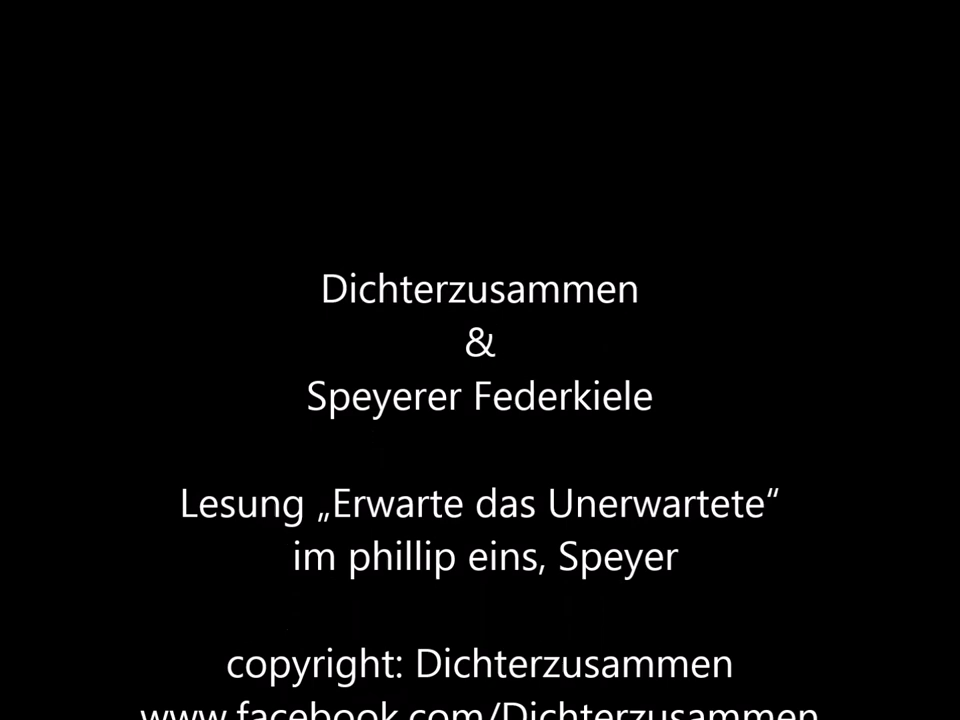 Dichterzusammen
&
Speyerer Federkiele
Lesung „Erwarte das Unerwartete“
im phillip eins, Speyer
copyright: Dichterzusammen
www.facebook.com/Dichterzusammen